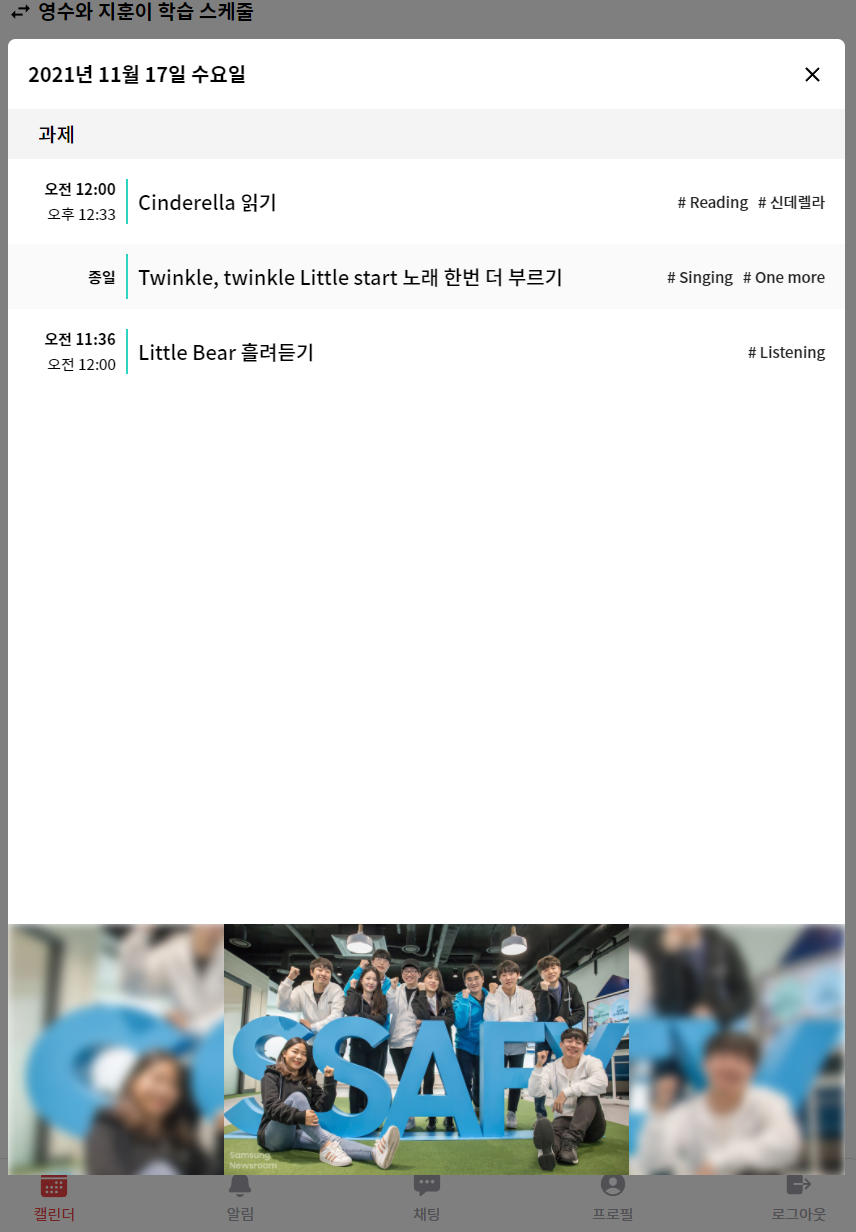 영수와 지훈이 학습 스케줄
2021년 11월 17일 수요일
과제
오전 12:00
오후 12:33
Cinderella 읽기
# Reading # 신데렐라
종일
Twinkle, twinkle Little start 노래 한번 더 부르기
# Singing # One more
오전 11:36
오전 12:00
Little Bear 흘려듣기
# Listening
SSAFY
Samsung
Newsroom
캘린더
알림
채팅
프로필
로그아웃